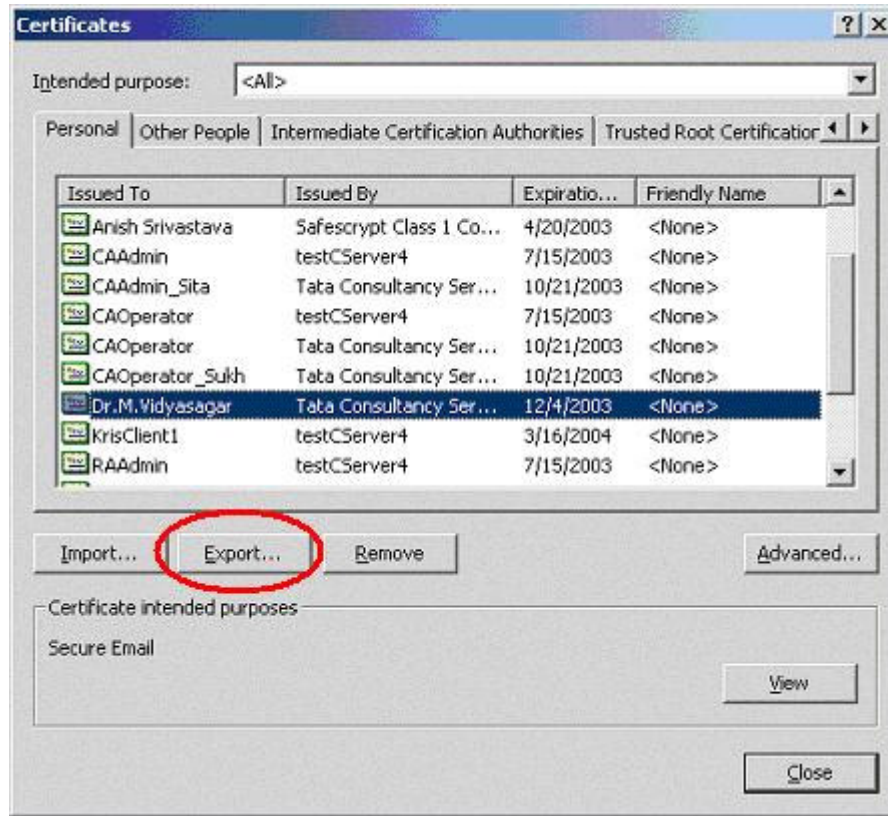 Certificates
Intended purpose: <All>
Personal Other People Intermediate Certification Authorities Trusted Root Certification
Issued To Issued By Expiratio... Friendly Name
Anish Srivastava Safescrypt Class 1 Co... 4/20/2003 <None>
CAAdmin testCServer4 7/15/2003 <None>
CAAdmin_Sita Tata Consultancy Ser... 10/21/2003 <None>
CAOperator testCServer4 7/15/2003 <None>
CAOperator Tata Consultancy Ser... 10/21/2003 <None>
CAOperator_Sukh Tata Consultancy Ser... 10/21/2003 <None>
Dr.M.Vidyasagar Tata Consultancy Ser... 12/4/2003 <None>
KrisClient1 testCServer4 3/16/2004 <None>
RAAdmin testCServer4 7/15/2003 <None>
Import... Export... Remove Advanced...
Certificate intended purposes
Secure Email
View
Close